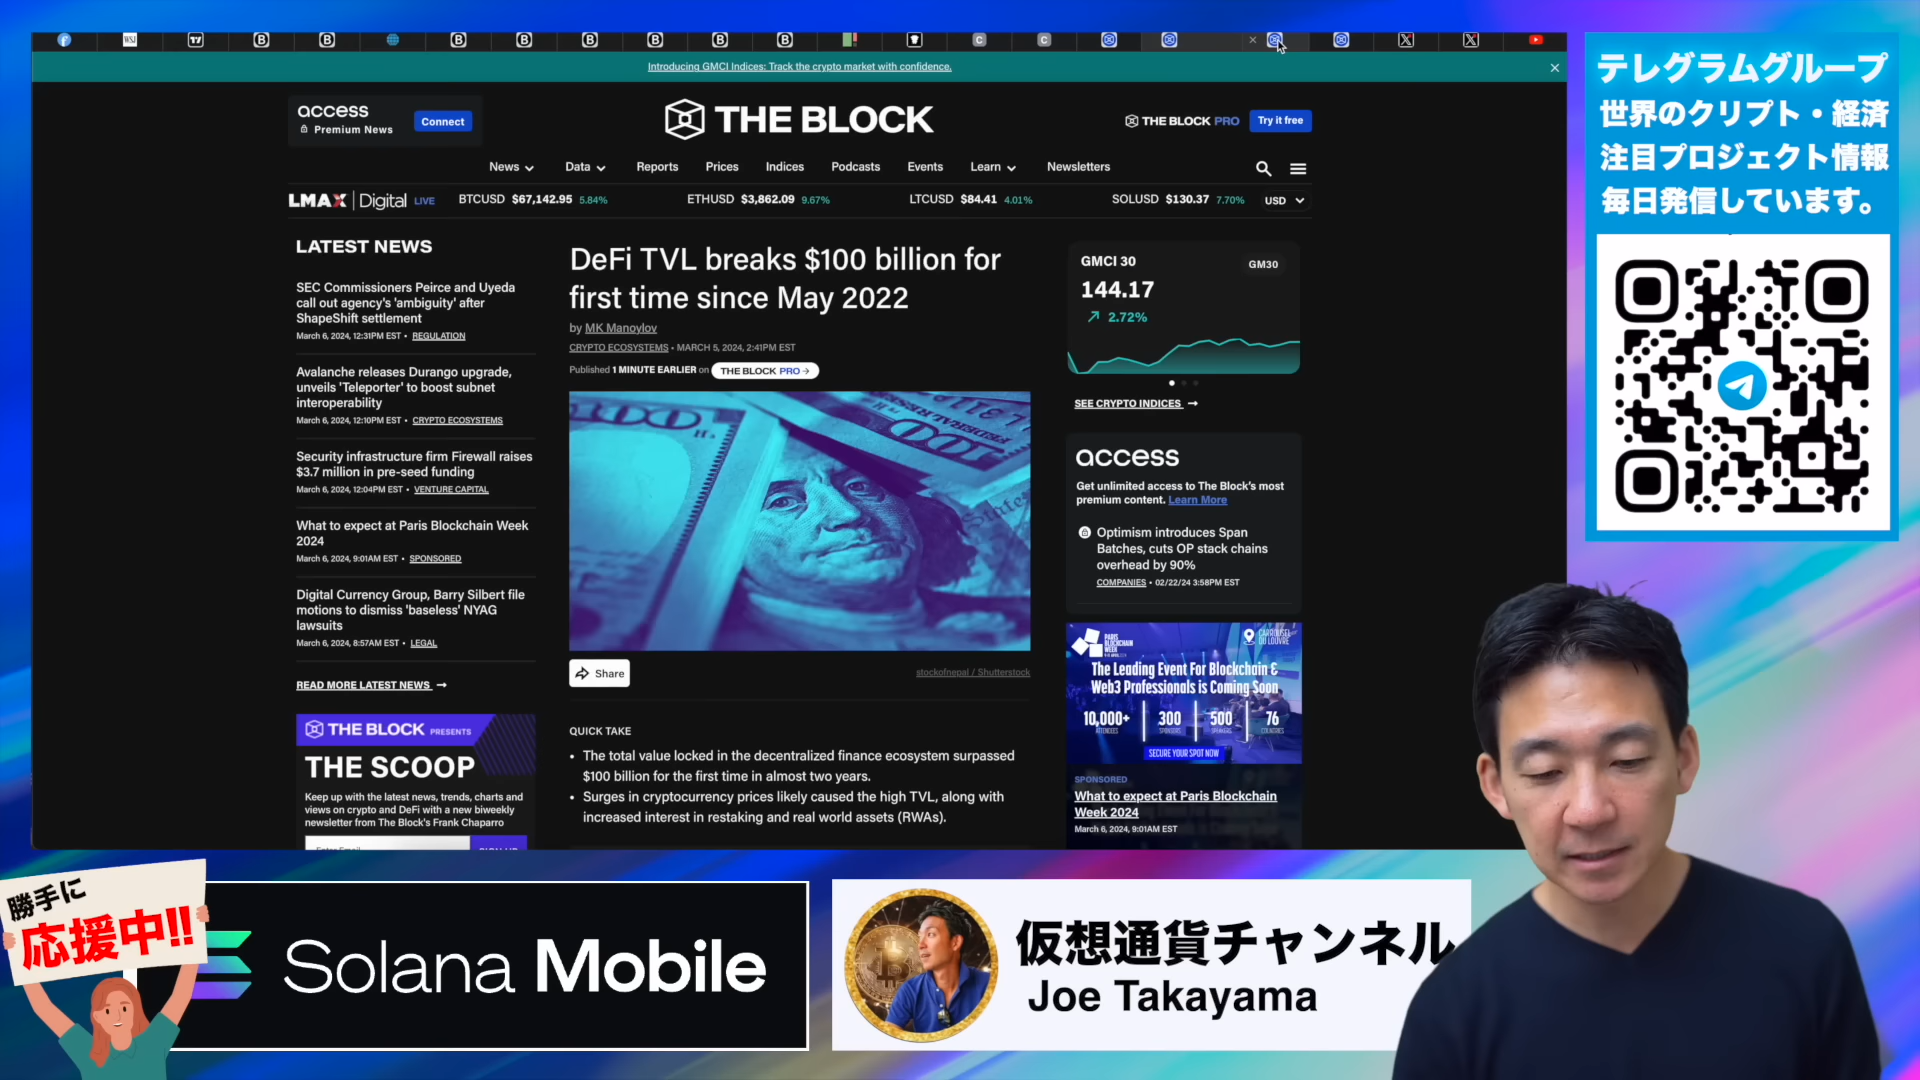 Introducing GMCI Indices: Track the crypto market with confidence.
access
Premium News
Connect
THE BLOCK
THE BLOCK PRO
Try it free
News
Data
Reports
Prices
Indices
Podcasts
Events
Learn
Newsletters
LMAX Digital LIVE
BTCUSD $67,142.95 5.84%
ETHUSD $3,862.09 9.67%
LTCUSD $84.41 4.01%
SOLUSD $130.37 7.70%
USD
LATEST NEWS
SEC Commissioners Peirce and Uyeda
call out agency's 'ambiguity' after
ShapeShift settlement
March 6, 2024, 12:31PM EST • REGULATION
Avalanche releases Durango upgrade,
unveils 'Teleporter' to boost subnet
interoperability
March 6, 2024, 12:10PM EST • CRYPTO ECOSYSTEMS
Security infrastructure firm Firewall raises
$3.7 million in pre-seed funding
March 6, 2024, 12:04PM EST • VENTURE CAPITAL
What to expect at Paris Blockchain Week
2024
March 6, 2024, 9:01AM EST • SPONSORED
Digital Currency Group, Barry Silbert file
motions to dismiss 'baseless' NYAG
lawsuits
March 6, 2024, 8:57AM EST • LEGAL
READ MORE LATEST NEWS →
THE BLOCK PRESENTS
THE SCOOP
Keep up with the latest news, trends, charts and
views on crypto and DeFi with a new biweekly
newsletter from The Block's Frank Chaparro
DeFi TVL breaks $100 billion for
first time since May 2022
by MK Manoylov
CRYPTO ECOSYSTEMS • MARCH 5, 2024, 2:41PM EST
Published 1 MINUTE EARLIER on THE BLOCK PRO →
Share
stockofnepal / Shutterstock
QUICK TAKE
• The total value locked in the decentralized finance ecosystem surpassed
$100 billion for the first time in almost two years.
• Surges in cryptocurrency prices likely caused the high TVL, along with
increased interest in restaking and real world assets (RWAs).
GMCI 30
GM30
144.17
2.72%
SEE CRYPTO INDICES →
access
Get unlimited access to The Block's most
premium content. Learn More
Optimism introduces Span
Batches, cuts OP stack chains
overhead by 90%
COMPANIES • 02/22/24 3:58PM EST
PARIS
BLOCKCHAIN
WEEK
CARROUSEL
DU LOUVRE
The Leading Event For Blockchain &
Web3 Professionals is Coming Soon
10,000+
300
500
76
ATTENDEES
SPONSORS
SPEAKERS
COUNTRIES
SECURE YOUR SPOT NOW
SPONSORED
What to expect at Paris Blockchain
Week 2024
March 6, 2024, 9:01AM EST
テレグラムグループ
世界のクリプト・経済
注目プロジェクト情報
毎日発信しています。
勝手に
応援中!!
Solana Mobile
仮想通貨チャンネル
Joe Takayama